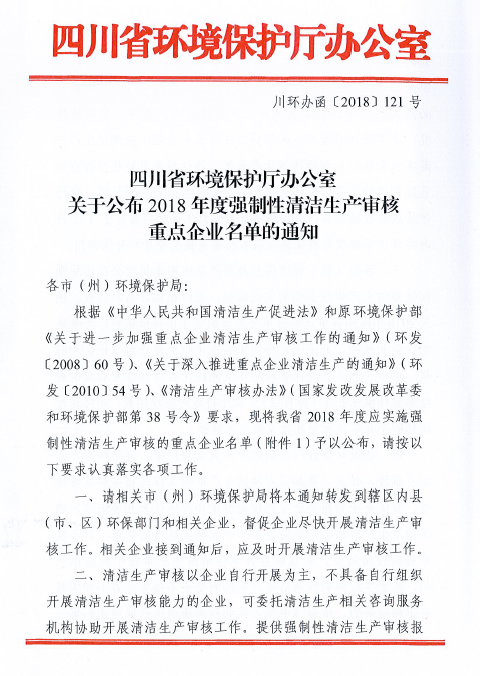 四川省环境保护厅办公室
川环办函〔2018〕121 号
四川省环境保护厅办公室
关于公布 2018 年度强制性清洁生产审核
重点企业名单的通知
各市（州）环境保护局：
根据《中华人民共和国清洁生产促进法》和原环境保护部
《关于进一步加强重点企业清洁生产审核工作的通知》（环发
〔2008〕60 号）、《关于深入推进重点企业清洁生产的通知》（环
发〔2010〕54 号）、《清洁生产审核办法》（国家发改发展改革委
和环境保护部第 38 号令》要求，现将我省 2018 年度应实施强
制性清洁生产审核的重点企业名单（附件 1）予以公布，请按以
下要求认真落实各项工作。
一、请相关市（州）环境保护局将本通知转发到辖区内县
（市、区）环保部门和相关企业，督促企业尽快开展清洁生产审
核工作。相关企业接到通知后，应及时开展清洁生产审核工作。
二、清洁生产审核以企业自行开展为主，不具备自行组织
开展清洁生产审核能力的企业，可委托清洁生产相关咨询服务
机构协助开展清洁生产审核工作。提供强制性清洁生产审核报